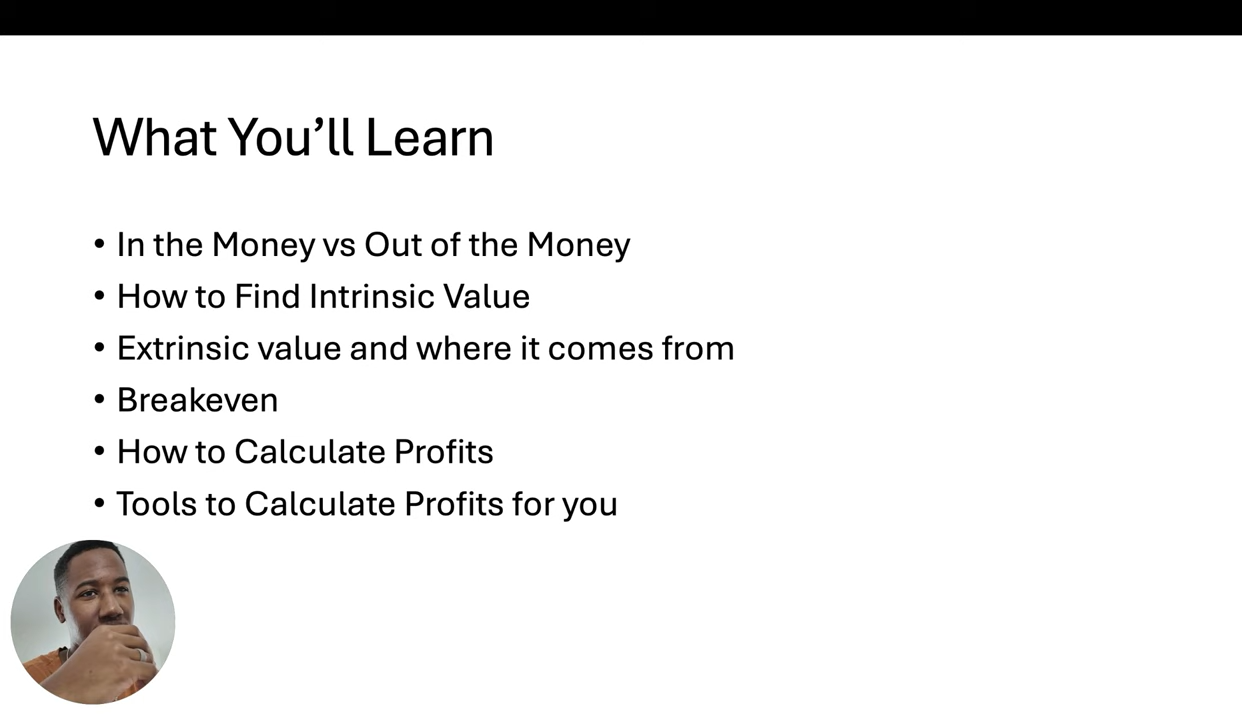 What You’ll Learn
• In the Money vs Out of the Money
• How to Find Intrinsic Value
• Extrinsic value and where it comes from
• Breakeven
• How to Calculate Profits
• Tools to Calculate Profits for you